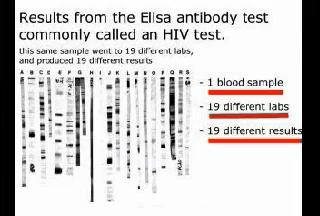 Results from the Elisa antibody test
commonly called an HIV test.
this same sample went to 19 different labs,
and produced 19 different results
A B C D E F G H I J K L M N O P Q R S
- 1 blood sample
- 19 different labs
- 19 different results